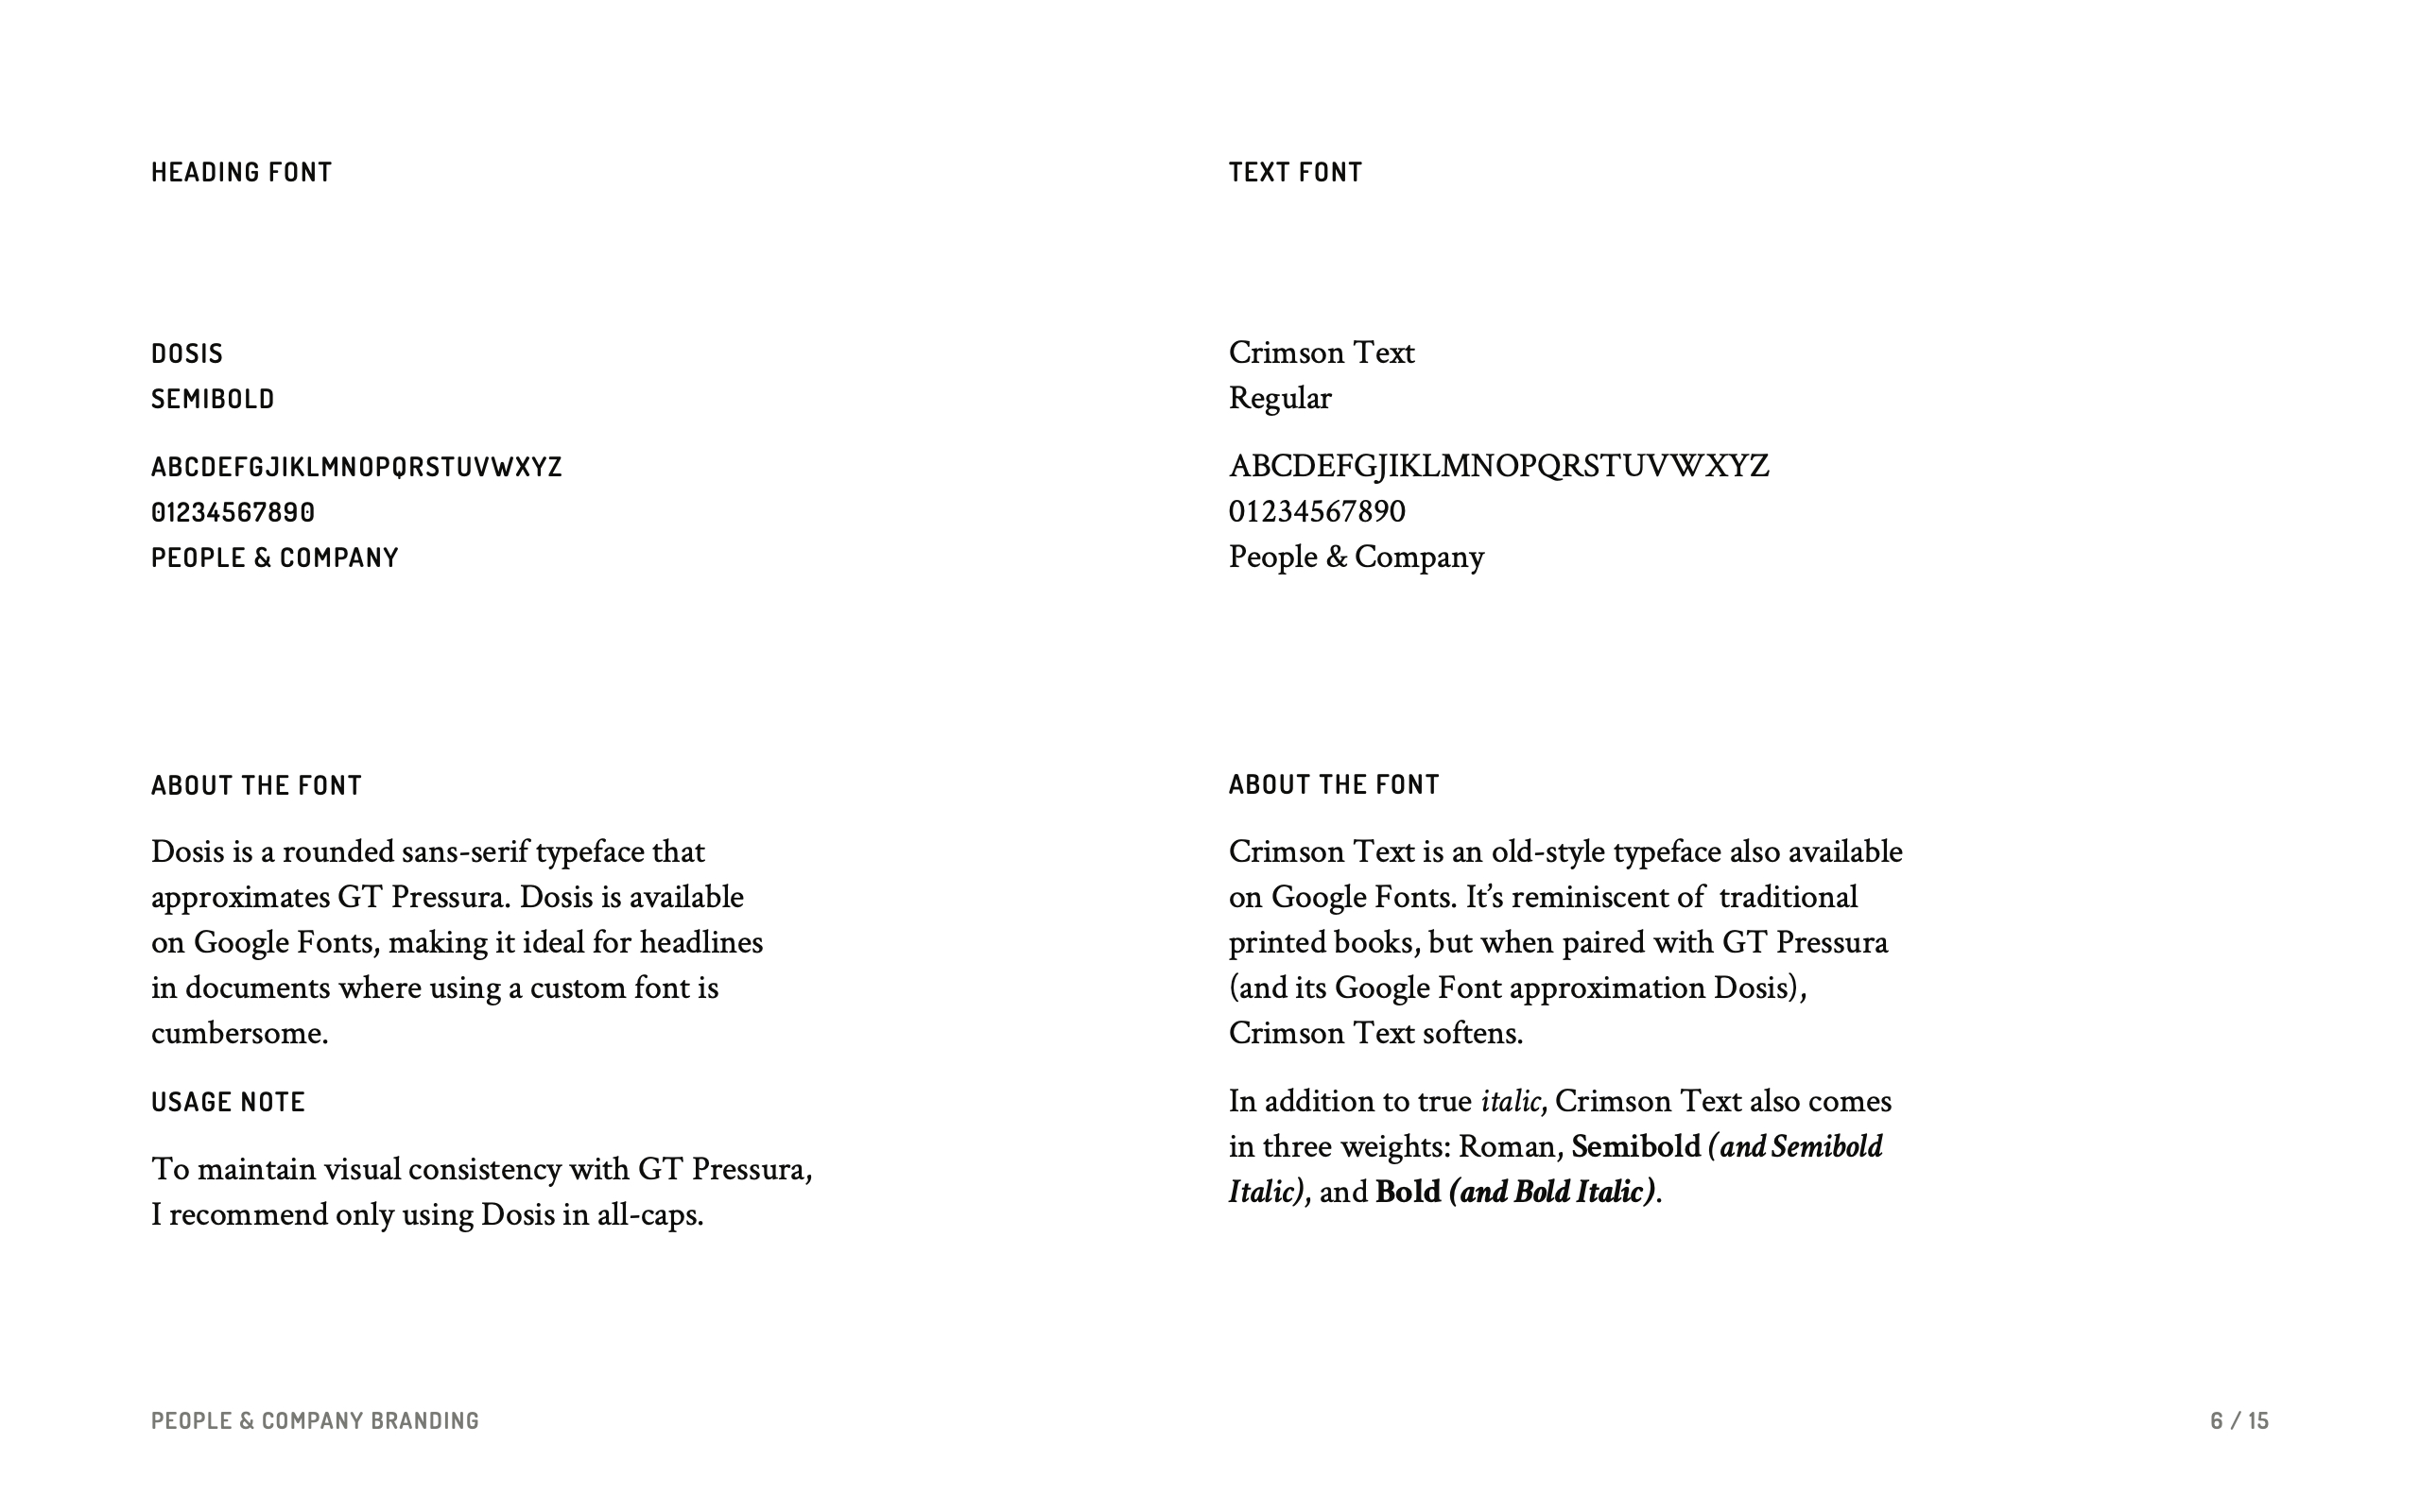 HEADING FONT
DOSIS
SEMIBOLD
ABCDEFGJIKLMNOPQRSTUVWXYZ
01234567890
PEOPLE & COMPANY
ABOUT THE FONT
Dosis is a rounded sans-serif typeface that
approximates GT Pressura. Dosis is available
on Google Fonts, making it ideal for headlines
in documents where using a custom font is
cumbersome.
USAGE NOTE
To maintain visual consistency with GT Pressura,
I recommend only using Dosis in all-caps.
TEXT FONT
Crimson Text
Regular
ABCDEFGJIKLMNOPQRSTUVWXYZ
01234567890
People & Company
ABOUT THE FONT
Crimson Text is an old-style typeface also available
on Google Fonts. It’s reminiscent of  traditional
printed books, but when paired with GT Pressura
(and its Google Font approximation Dosis),
Crimson Text softens.
In addition to true italic, Crimson Text also comes
in three weights: Roman, Semibold (and Semibold
Italic), and Bold (and Bold Italic).
PEOPLE & COMPANY BRANDING
6 / 15